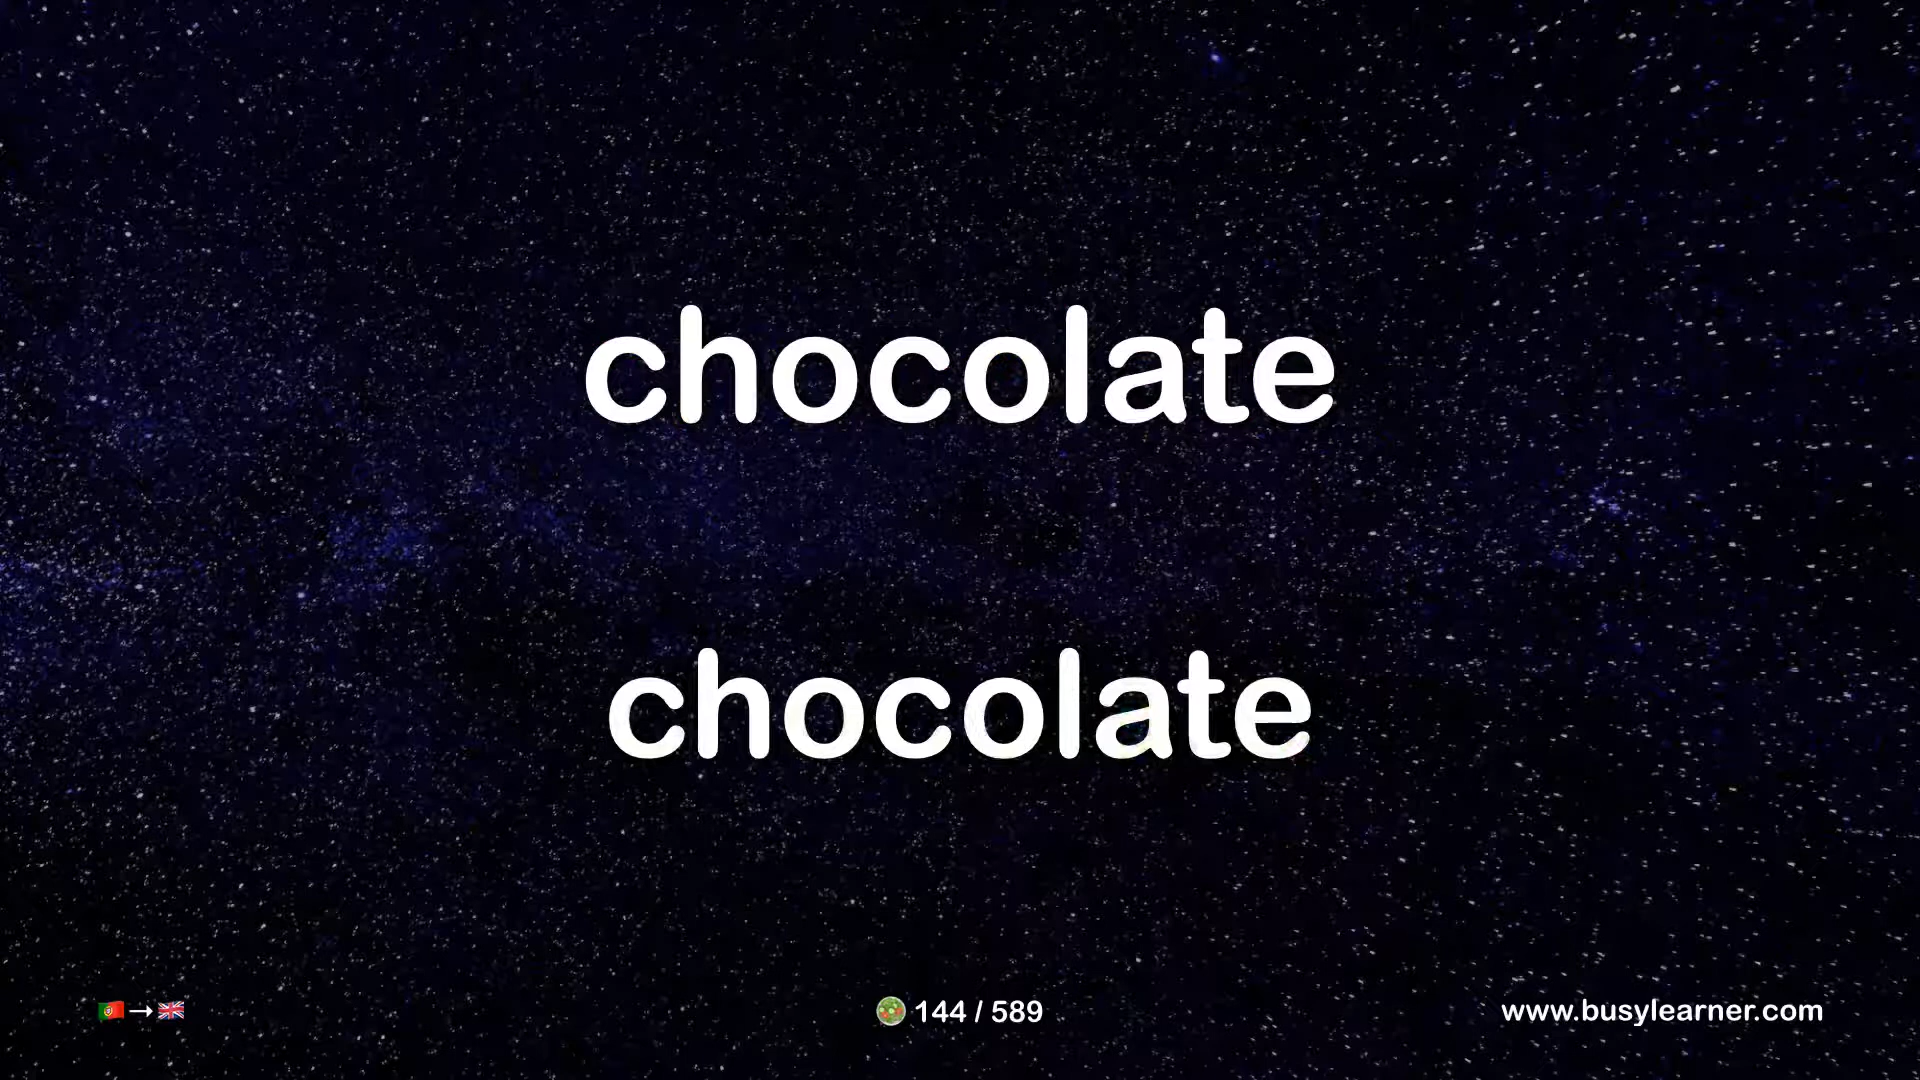 chocolate
chocolate
🇵🇹→🇬🇧
144 / 589
www.busylearner.com